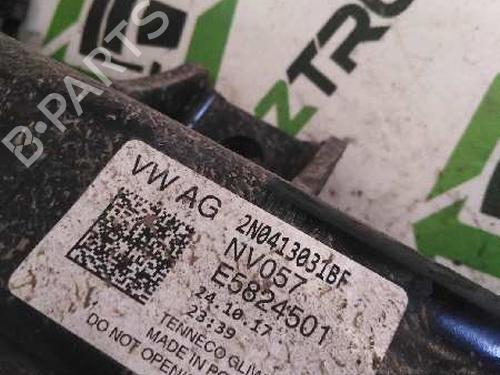 B-PARTS
ZTRU
VW AG
2N0413031BF
NV057
E5824501
24.10.17
23:39
TENNECO GLIW
MADE IN PO
DO NOT OPEN!